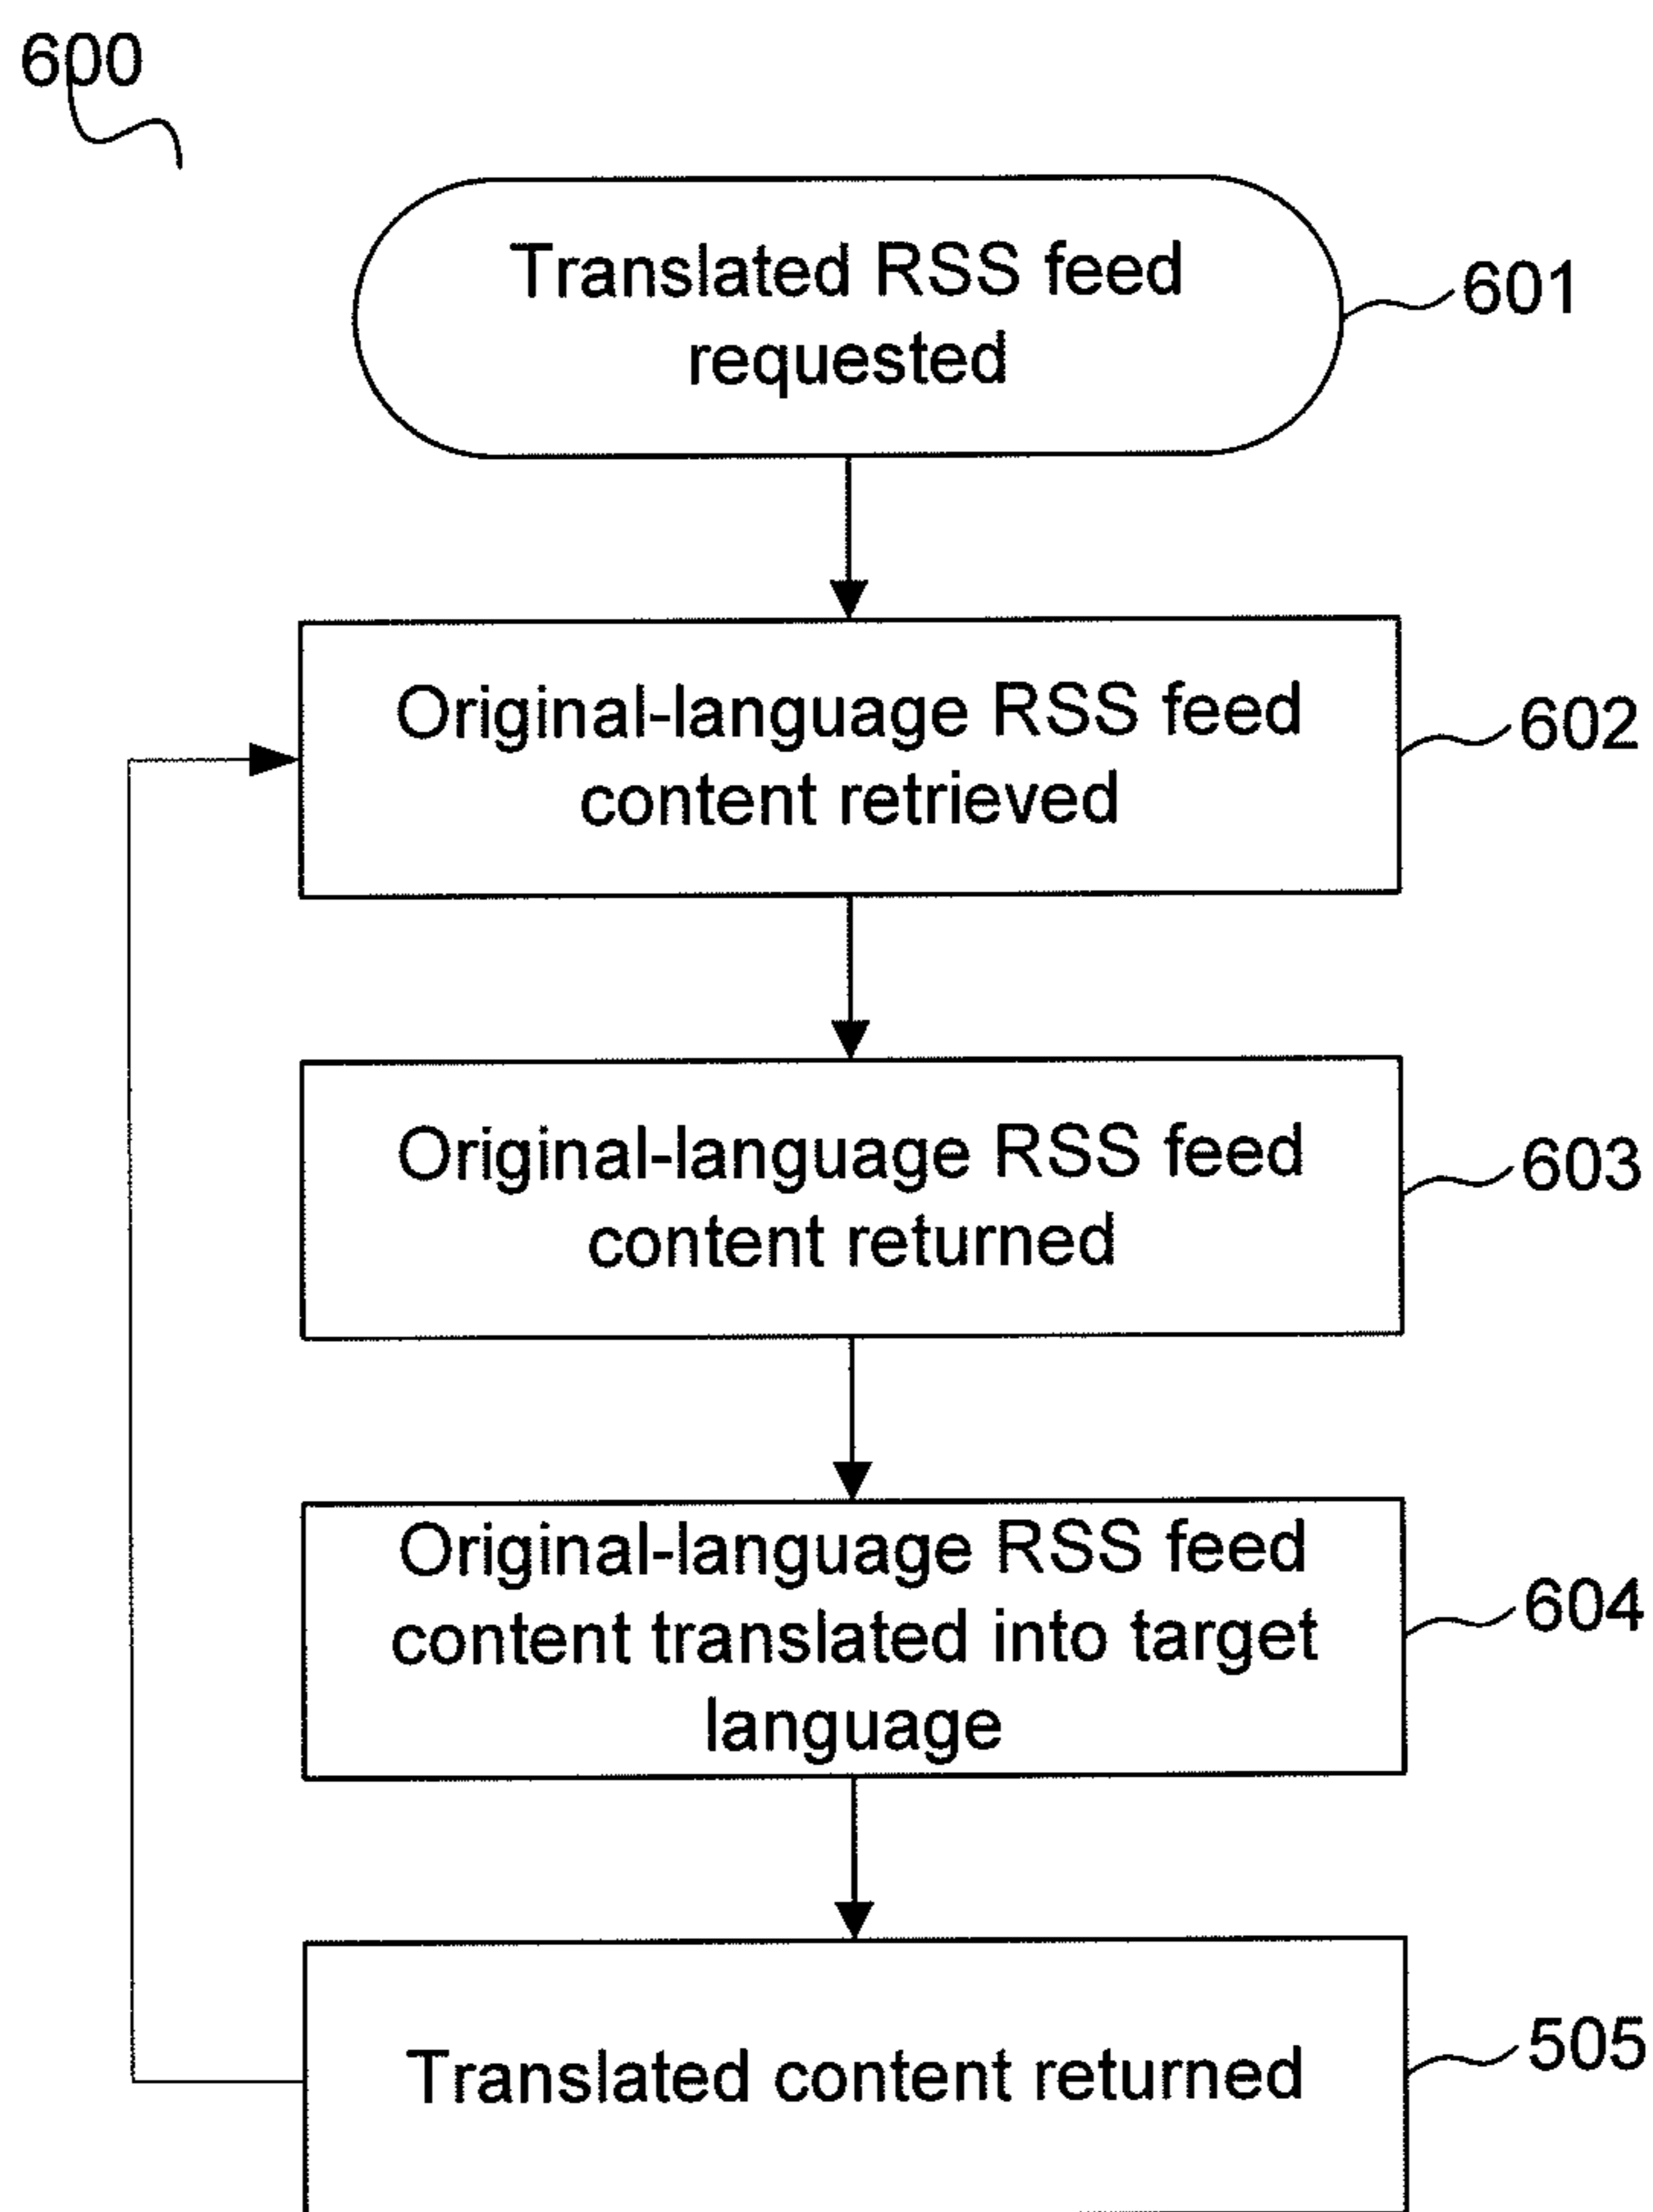 600
Translated RSS feed
requested
601
Original-language RSS feed
content retrieved
602
Original-language RSS feed
content returned
603
Original-language RSS feed
content translated into target
language
604
Translated content returned
505